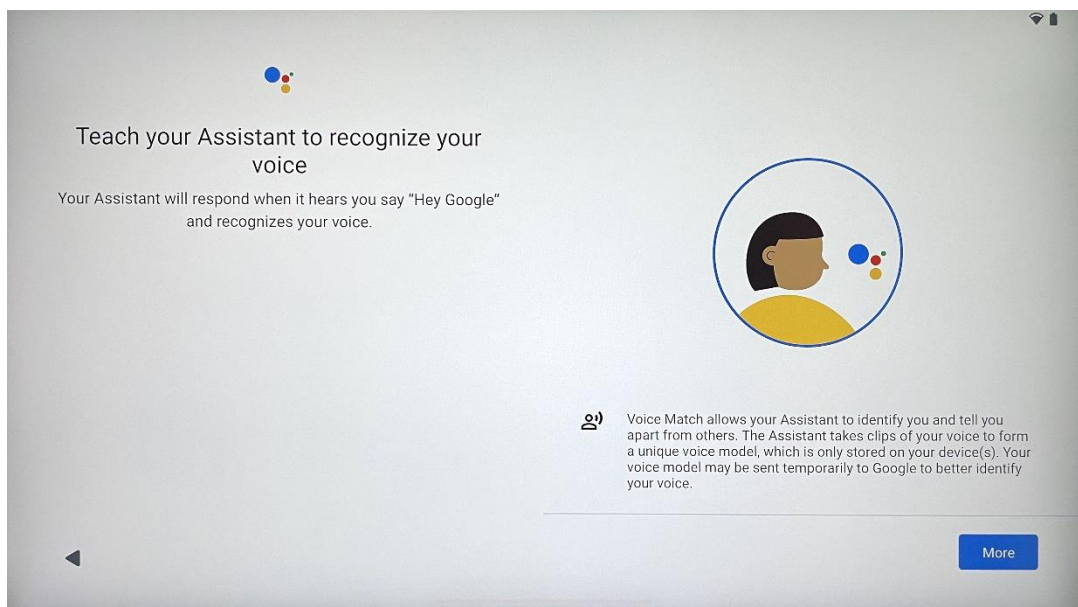 Teach your Assistant to recognize your
voice
Your Assistant will respond when it hears you say “Hey Google“
and recognizes your voice.
Voice Match allows your Assistant to identify you and tell you
apart from others. The Assistant takes clips of your voice to form
a unique voice model, which is only stored on your device(s). Your
voice model may be sent temporarily to Google to better identify
your voice.
More